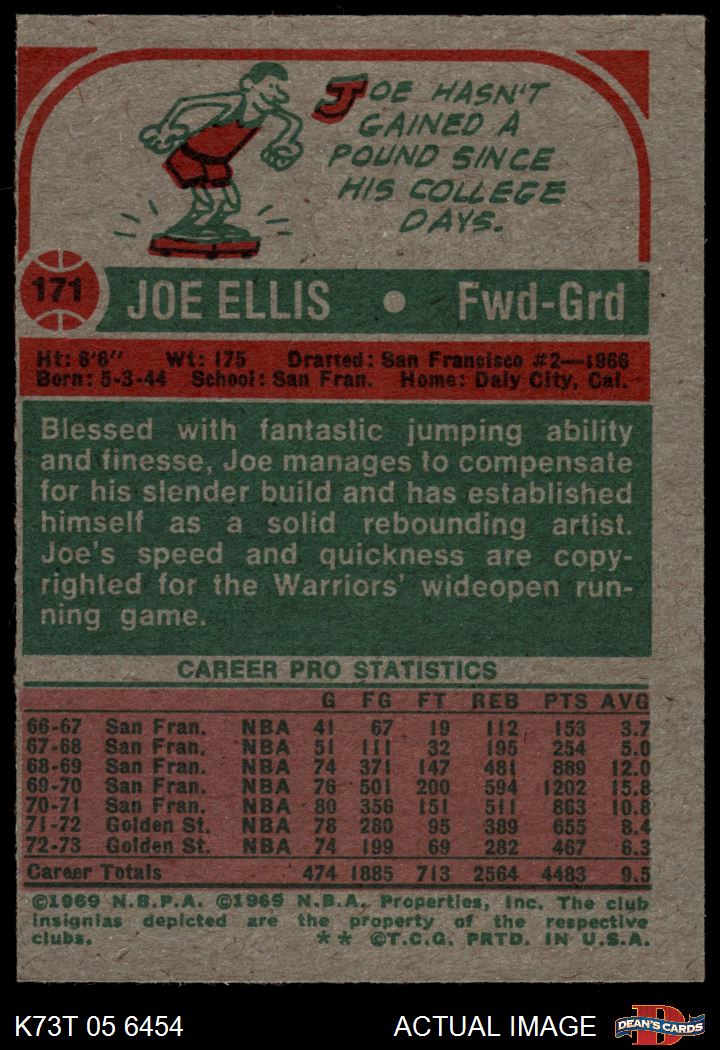 JOE HASN'T
GAINED A
POUND SINCE
HIS COLLEGE
DAYS.
171 JOE ELLIS • Fwd-Grd
Ht: 6'6" Wt: 175 Drafted: San Francisco #2—1966
Born: 5-3-44 School: San Fran. Home: Daly City, Cal.
Blessed with fantastic jumping ability
and finesse, Joe manages to compensate
for his slender build and has established
himself as a solid rebounding artist.
Joe's speed and quickness are copy-
righted for the Warriors' wideopen run-
ning game.
CAREER PRO STATISTICS
G FG FT REB PTS AVG
66-67 San Fran. NBA 41 67 19 112 153 3.7
67-68 San Fran. NBA 51 111 32 195 254 5.0
68-69 San Fran. NBA 74 371 147 481 889 12.0
69-70 San Fran. NBA 76 501 200 594 1202 15.8
70-71 San Fran. NBA 80 356 151 511 863 10.8
71-72 Golden St. NBA 78 280 95 389 655 8.4
72-73 Golden St. NBA 74 199 69 282 467 6.3
Career Totals 474 1885 713 2564 4483 9.5
©1969 N.B.P.A. ©1969 N.B.A. Properties, Inc. The club
insignias depicted are the property of the respective
clubs. ** ©T.C.G. PRTD. IN U.S.A.
K73T 05 6454 ACTUAL IMAGE D DEAN'S CARDS